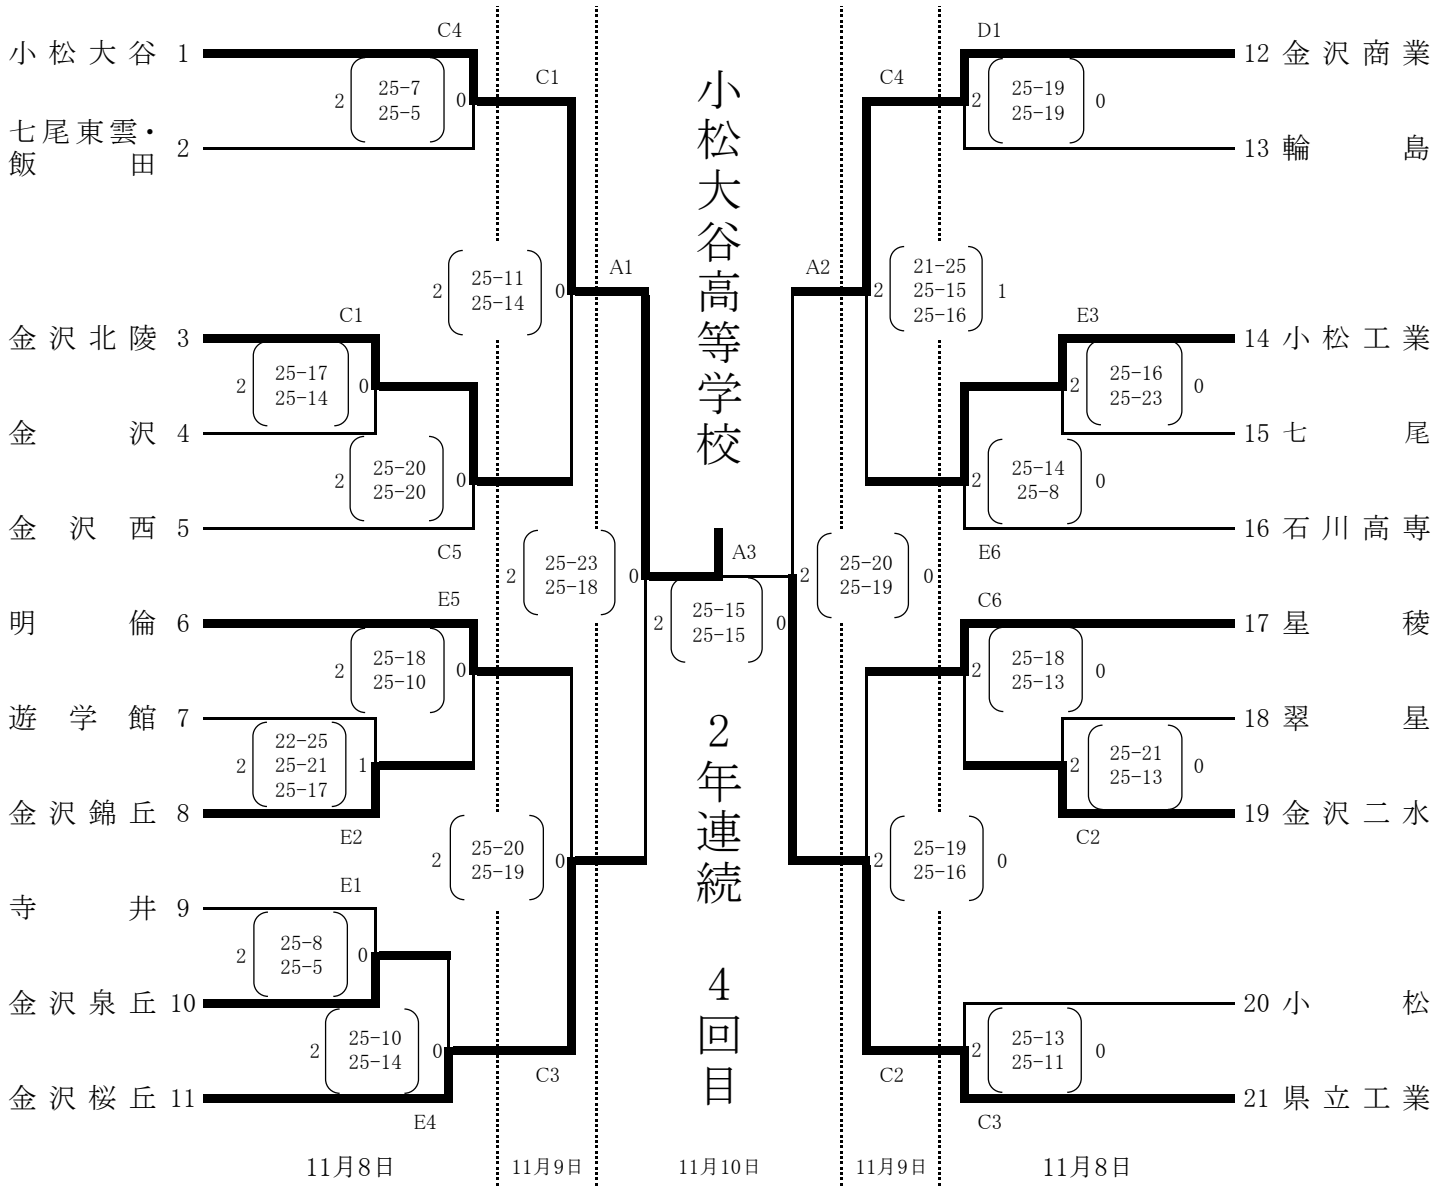 C4
D1
小松大谷 1
12 金沢商業
C1
C4
2 25-7 0
25-5
2 25-19 0
25-19
七尾東雲・
飯田 2
13 輪島
小松大谷高等学校
2 25-11 0
25-14
A1
A2
2 21-25 1
25-15
25-16
C1
E3
金沢北陵 3
14 小松工業
2 25-17 0
25-14
2 25-16 0
25-23
金沢 4
15 七尾
2 25-20 0
25-20
2 25-14 0
25-8
金沢西 5
16 石川高専
C5
A3
E6
2 25-23 0
25-18
2 25-20 0
25-19
E5
C6
明倫 6
17 星稜
2 25-15 0
25-15
2 25-18 0
25-10
2 25-18 0
25-13
遊学館 7
18 翠星
2年連続 4回目
2 22-25 1
25-21
25-17
2 25-21 0
25-13
金沢錦丘 8
19 金沢二水
E2
C2
2 25-20 0
25-19
2 25-19 0
25-16
E1
寺井 9
2 25-8 0
25-5
金沢泉丘 10
20 小松
2 25-10 0
25-14
2 25-13 0
25-11
C3
C2
金沢桜丘 11
21 県立工業
E4
C3
11月8日 11月9日 11月10日 11月9日 11月8日